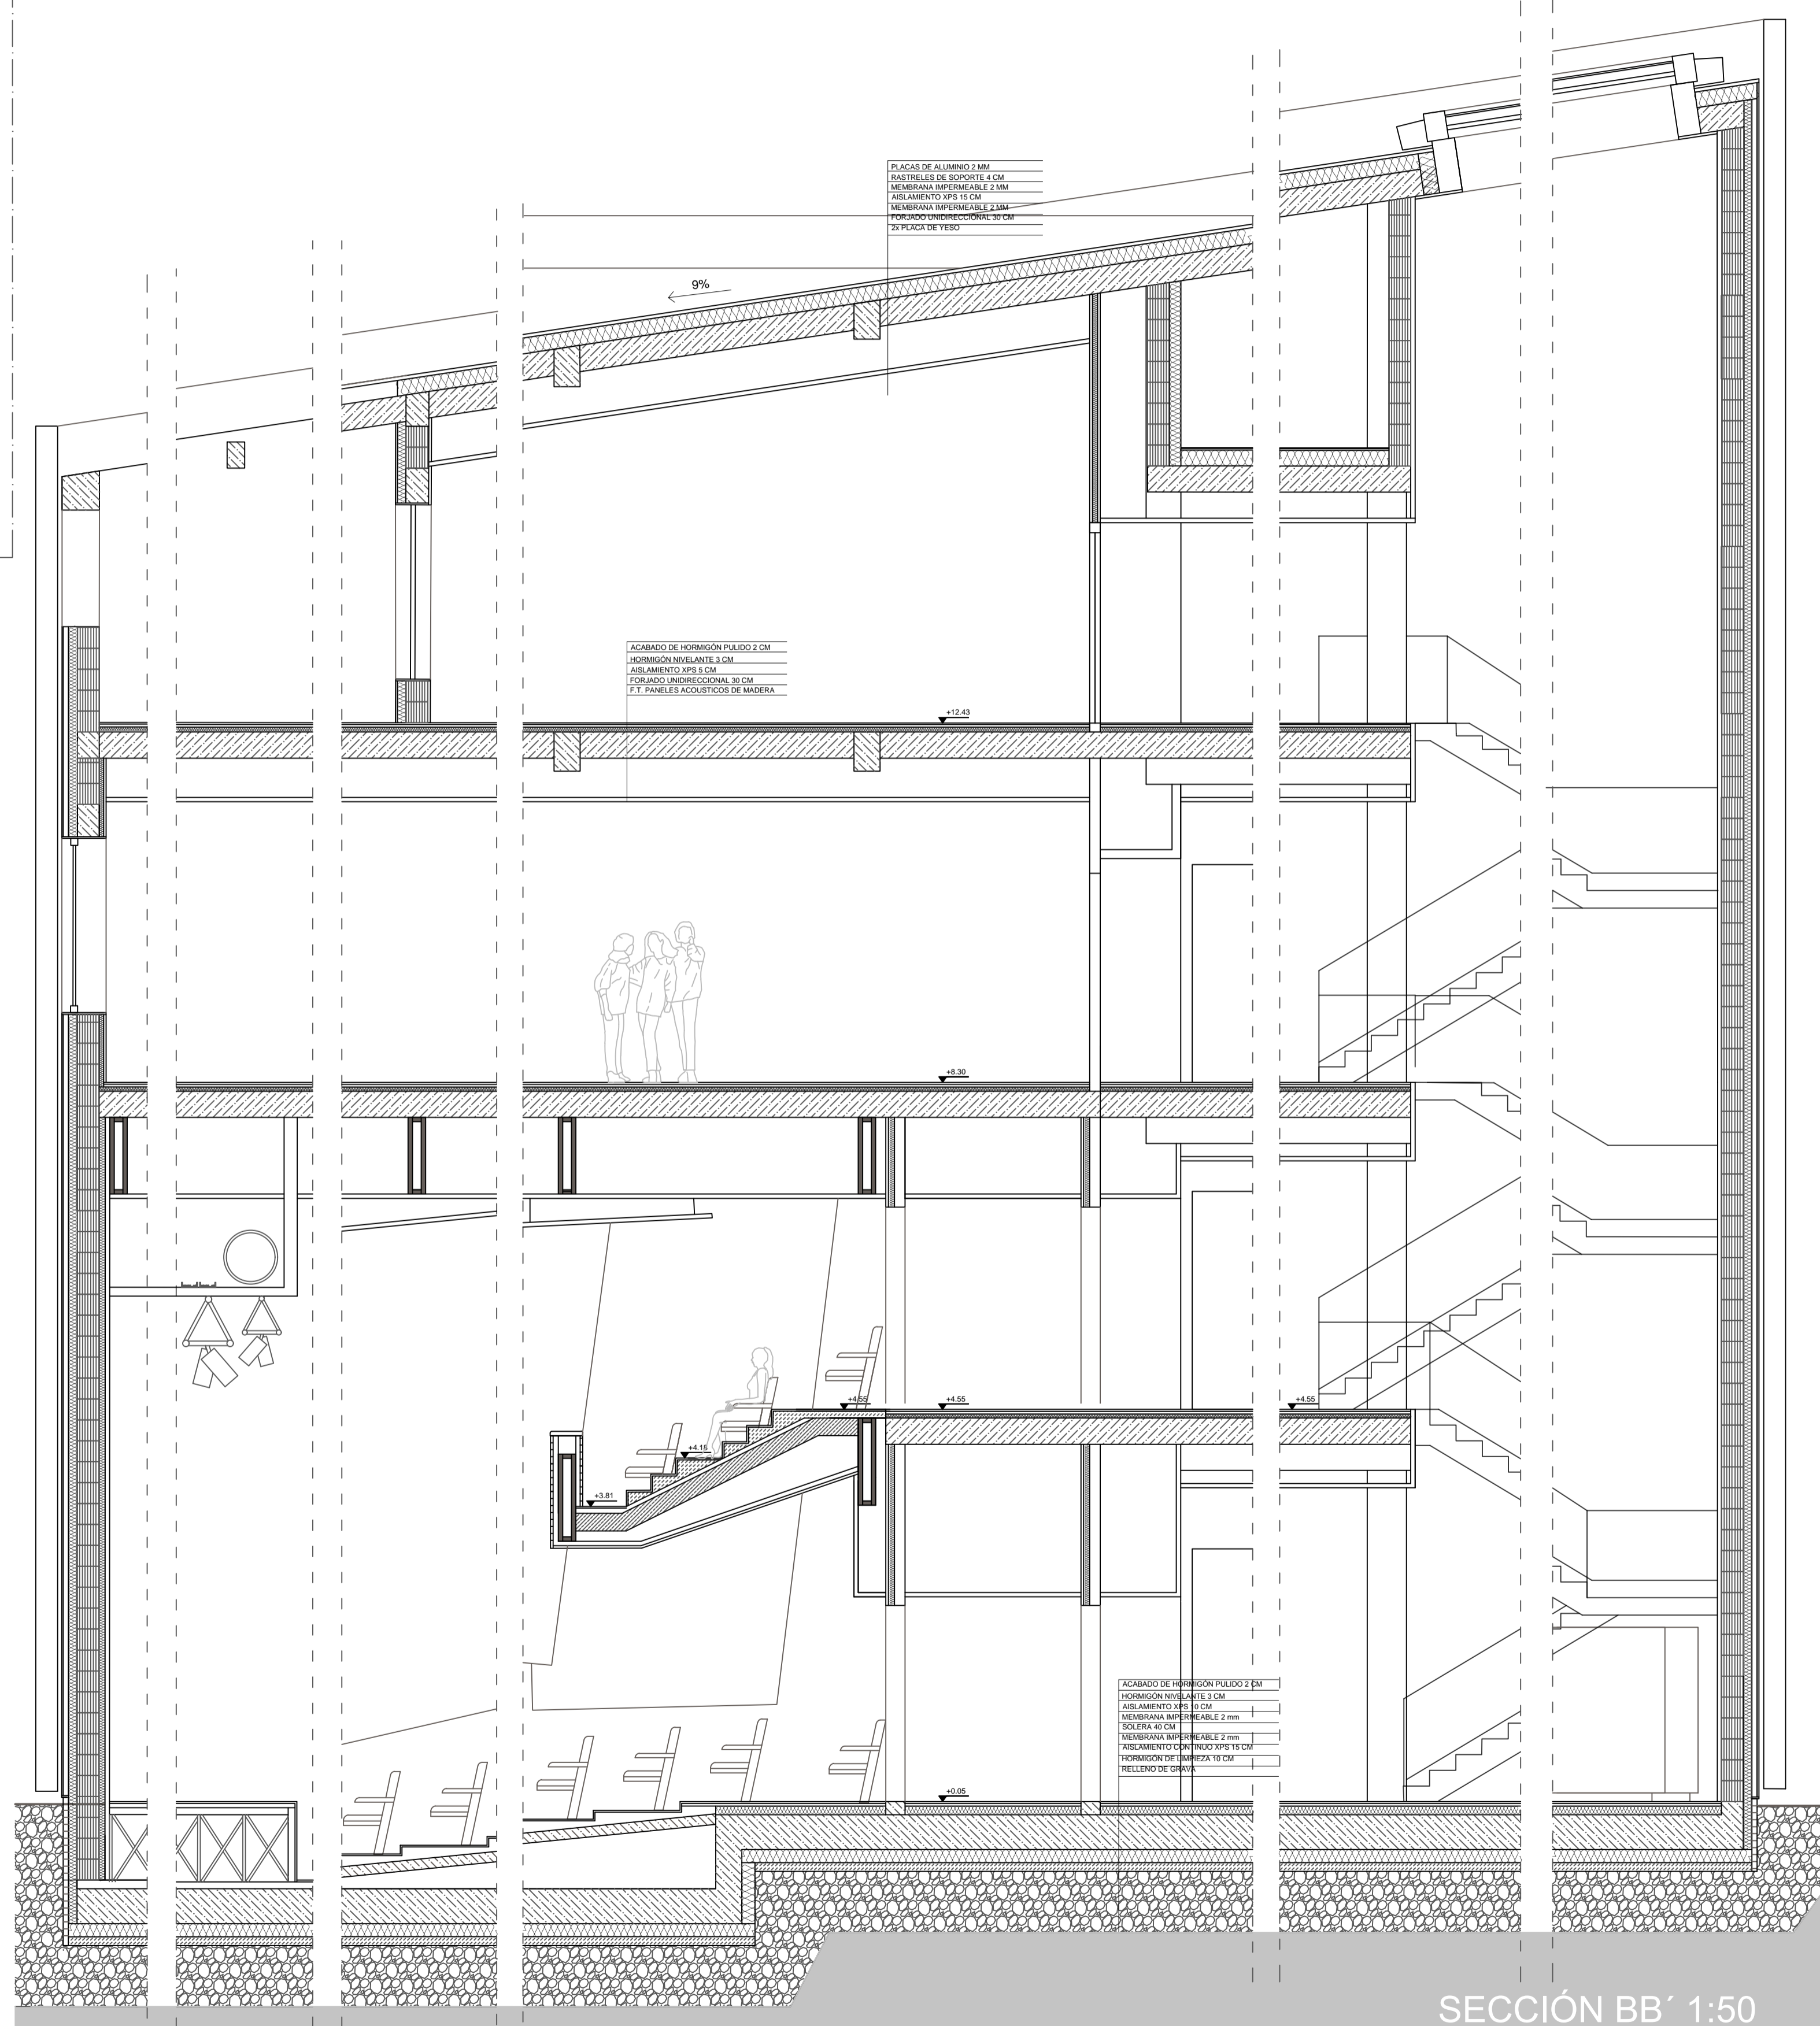 PLACAS DE ALUMINIO 2 MM
RASTRELES DE SOPORTE 4 CM
MEMBRANA IMPERMEABLE 2 MM
AISLAMIENTO XPS 15 CM
MEMBRANA IMPERMEABLE 2 MM
FORJADO UNIDIRECCIONAL 30 CM
2x PLACA DE YESO
9%
ACABADO DE HORMIGÓN PULIDO 2 CM
HORMIGÓN NIVELANTE 3 CM
AISLAMIENTO XPS 5 CM
FORJADO UNIDIRECCIONAL 30 CM
F.T. PANELES ACOUSTICOS DE MADERA
+12.43
+8.30
+4.55
+4.55
+4.55
+4.15
+3.81
ACABADO DE HORMIGÓN PULIDO 2 CM
HORMIGÓN NIVELANTE 3 CM
AISLAMIENTO XPS 10 CM
MEMBRANA IMPERMEABLE 2 mm
SOLERA 40 CM
MEMBRANA IMPERMEABLE 2 mm
AISLAMIENTO CONTINUO XPS 15 CM
HORMIGÓN DE LIMPIEZA 10 CM
RELLENO DE GRAVA
+0.05
SECCIÓN BB´ 1:50